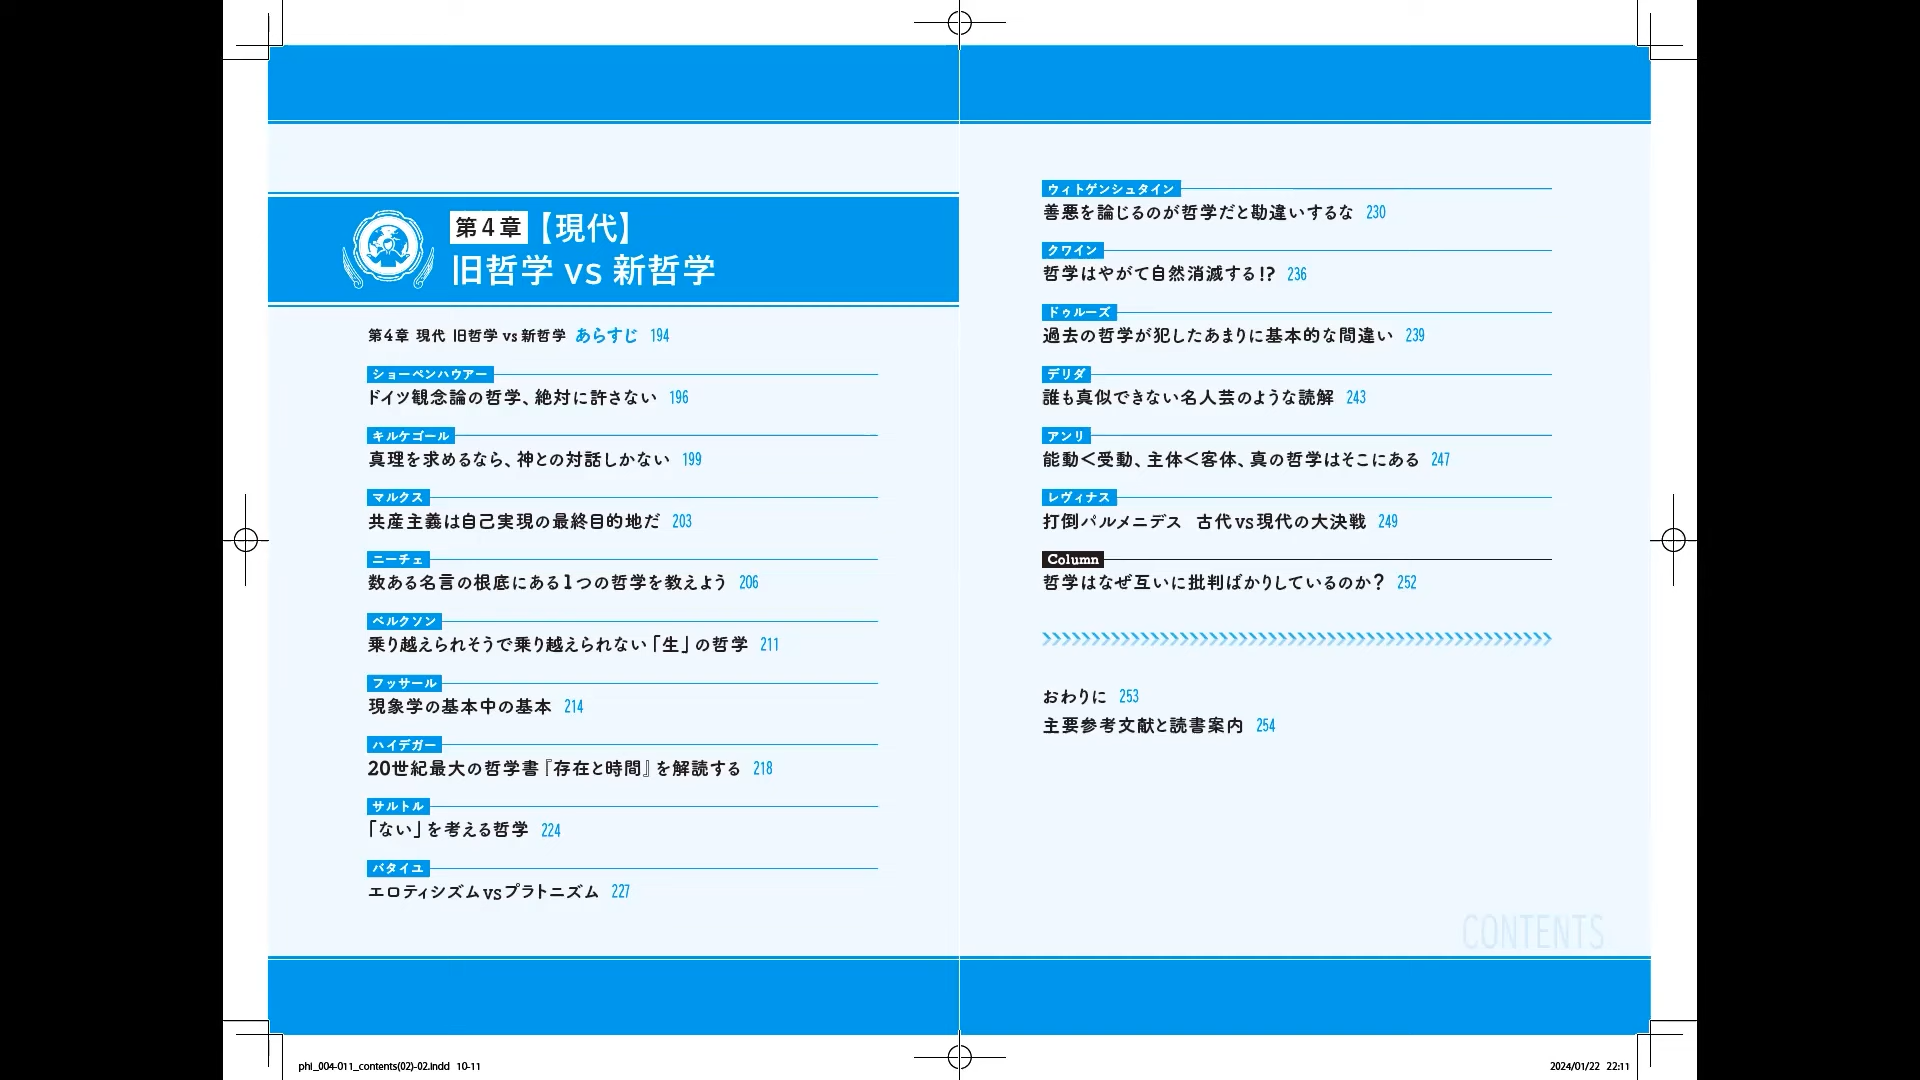 第4章【現代】
旧哲学 vs 新哲学
第4章 現代 旧哲学 vs 新哲学 あらすじ 194
ショーペンハウアー
ドイツ観念論の哲学、絶対に許さない 196
キルケゴール
真理を求めるなら、神との対話しかない 199
マルクス
共産主義は自己実現の最終目的地だ 203
ニーチェ
数ある名言の根底にある1つの哲学を教えよう 206
ベルクソン
乗り越えられそうで乗り越えられない「生」の哲学 211
フッサール
現象学の基本中の基本 214
ハイデガー
20世紀最大の哲学書『存在と時間』を解読する 218
サルトル
「ない」を考える哲学 224
バタイユ
エロティシズムvsプラトニズム 227
ウィトゲンシュタイン
善悪を論じるのが哲学だと勘違いするな 230
クワイン
哲学はやがて自然消滅する!? 236
ドゥルーズ
過去の哲学が犯したあまりに基本的な間違い 239
デリダ
誰も真似できない名人芸のような読解 243
アンリ
能動<受動、主体<客体、真の哲学はそこにある 247
レヴィナス
打倒パルメニデス 古代vs現代の大決戦 249
Column
哲学はなぜ互いに批判ばかりしているのか? 252
おわりに 253
主要参考文献と読書案内 254
CONTENTS
phl_004-011_contents(02)-02.indd 10-11
2024/01/22 22:11